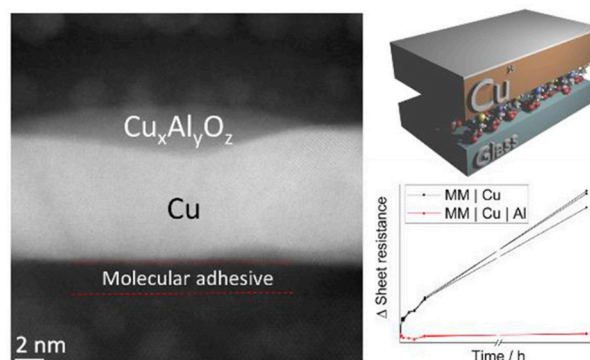 CuxAlyOz
Cu
Molecular adhesive
2 nm
Cu
Glass
MM | Cu
MM | Cu | Al
Δ Sheet resistance
Time / h